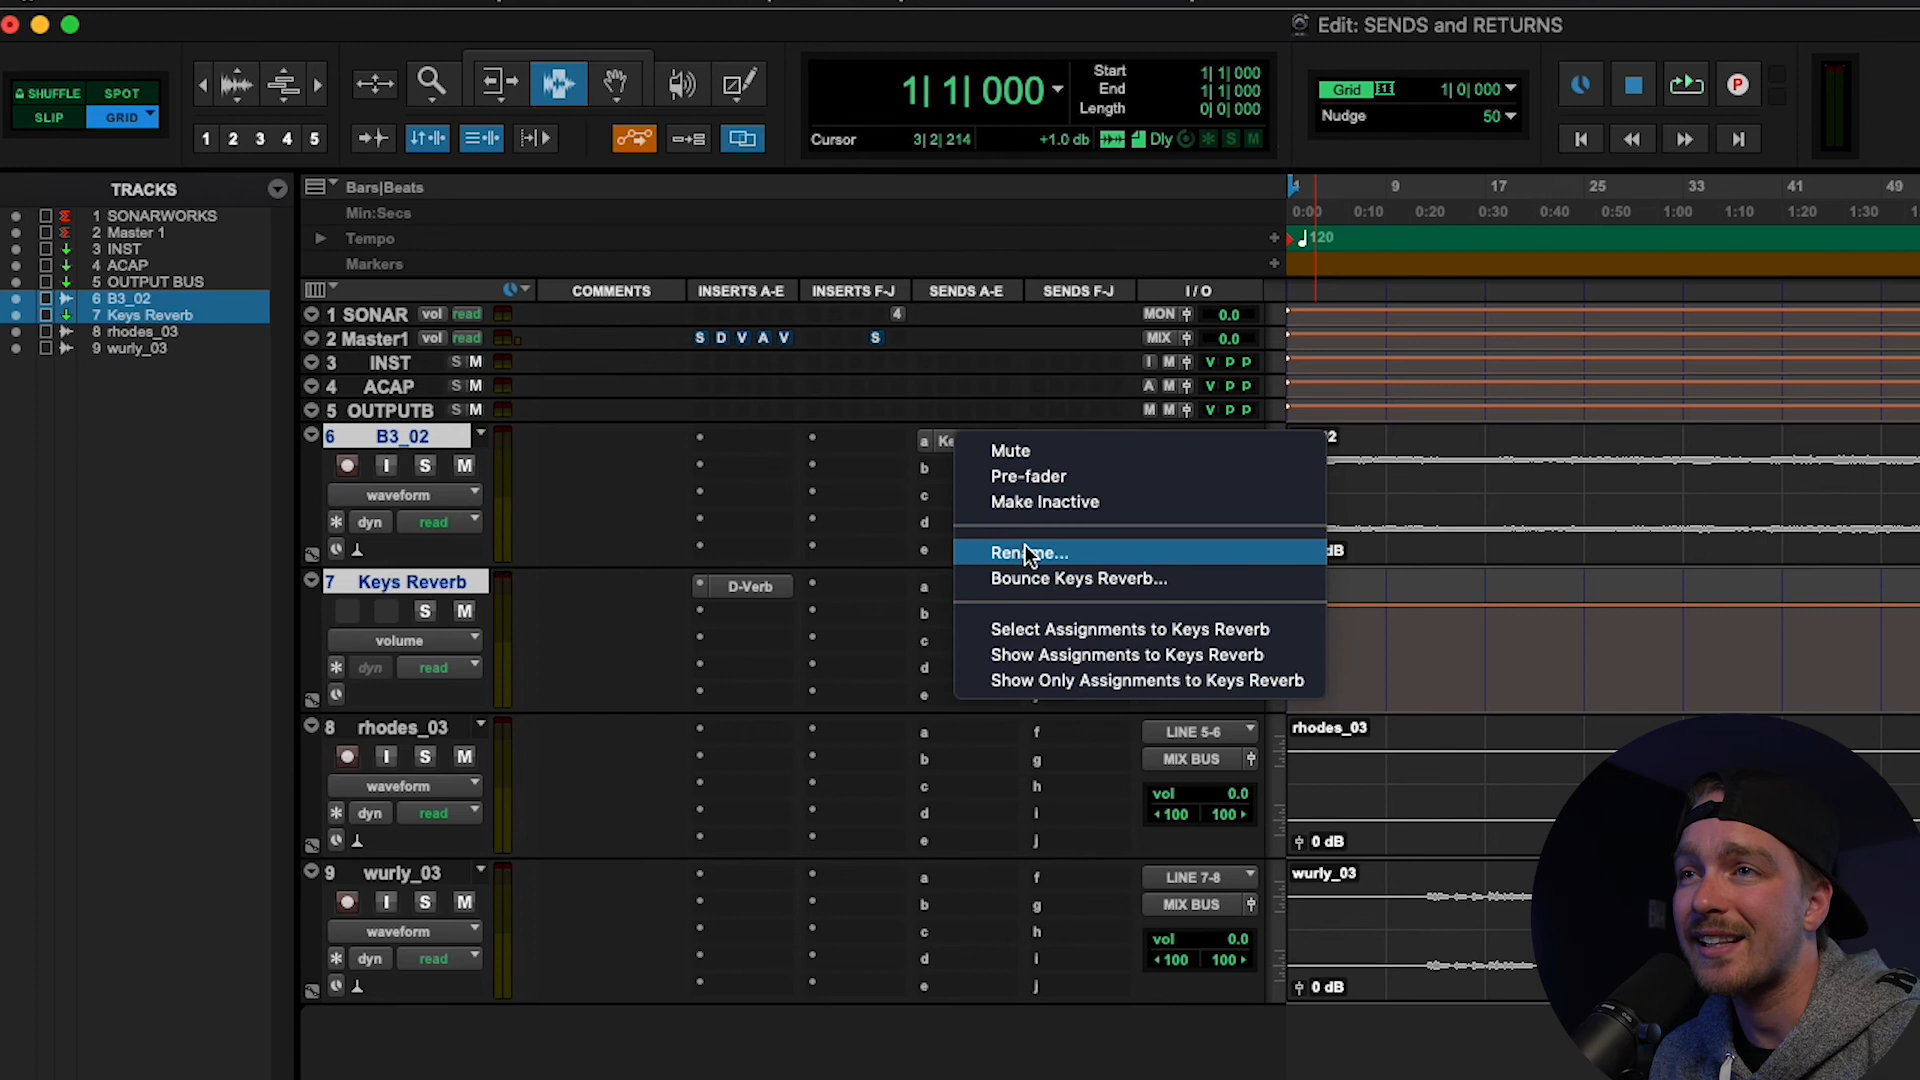 Edit: SENDS and RETURNS
SHUFFLE SPOT
SLIP GRID
1 2 3 4 5
1| 1| 000
Start 1| 1| 000
End 1| 1| 000
Length 0| 0| 000
Cursor 3| 2| 214 +1.0 db Dly S M
Grid 1| 0| 000
Nudge 50
P
TRACKS
1 SONARWORKS
2 Master 1
3 INST
4 ACAP
5 OUTPUT BUS
6 B3_02
7 Keys Reverb
8 rhodes_03
9 wurly_03
Bars|Beats 9 17 25 33 41 49
Min:Secs 0:00 0:10 0:20 0:30 0:40 0:50 1:00 1:10 1:20 1:30
Tempo + 120
Markers +
COMMENTS INSERTS A-E INSERTS F-J SENDS A-E SENDS F-J I / O
1 SONAR vol read 4 MON 0.0
2 Master1 vol read S D V A V S MIX 0.0
3 INST S M I M V P P
4 ACAP S M A M V P P
5 OUTPUTB S M M M V P P
6 B3_02 a Ke
I S M b
waveform c
dyn read d
e
Mute
Pre-fader
Make Inactive
Rename...
Bounce Keys Reverb...
Select Assignments to Keys Reverb
Show Assignments to Keys Reverb
Show Only Assignments to Keys Reverb
7 Keys Reverb D-Verb a
S M b
volume c
dyn read d
e
8 rhodes_03 a f LINE 5-6 rhodes_03
I S M b g MIX BUS
waveform c h vol 0.0
dyn read d i 100 100
e j 0 dB
9 wurly_03 a f LINE 7-8 wurly_03
I S M b g MIX BUS
waveform c h vol 0.0
dyn read d i 100 100
e j 0 dB